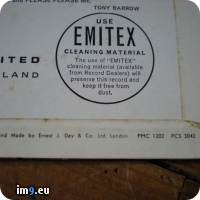 and PLEASE PLEASE ME.
TONY BARROW
USE
EMITEX
CLEANING MATERIAL
The use of "EMITEX"
cleaning material (available
from Record Dealers) will
preserve this record and
keep it free from
dust.
ITED
LAND
and Made by Ernest J. Day & Co. Ltd. London
PMC 1202 PCS 3042
im9.eu